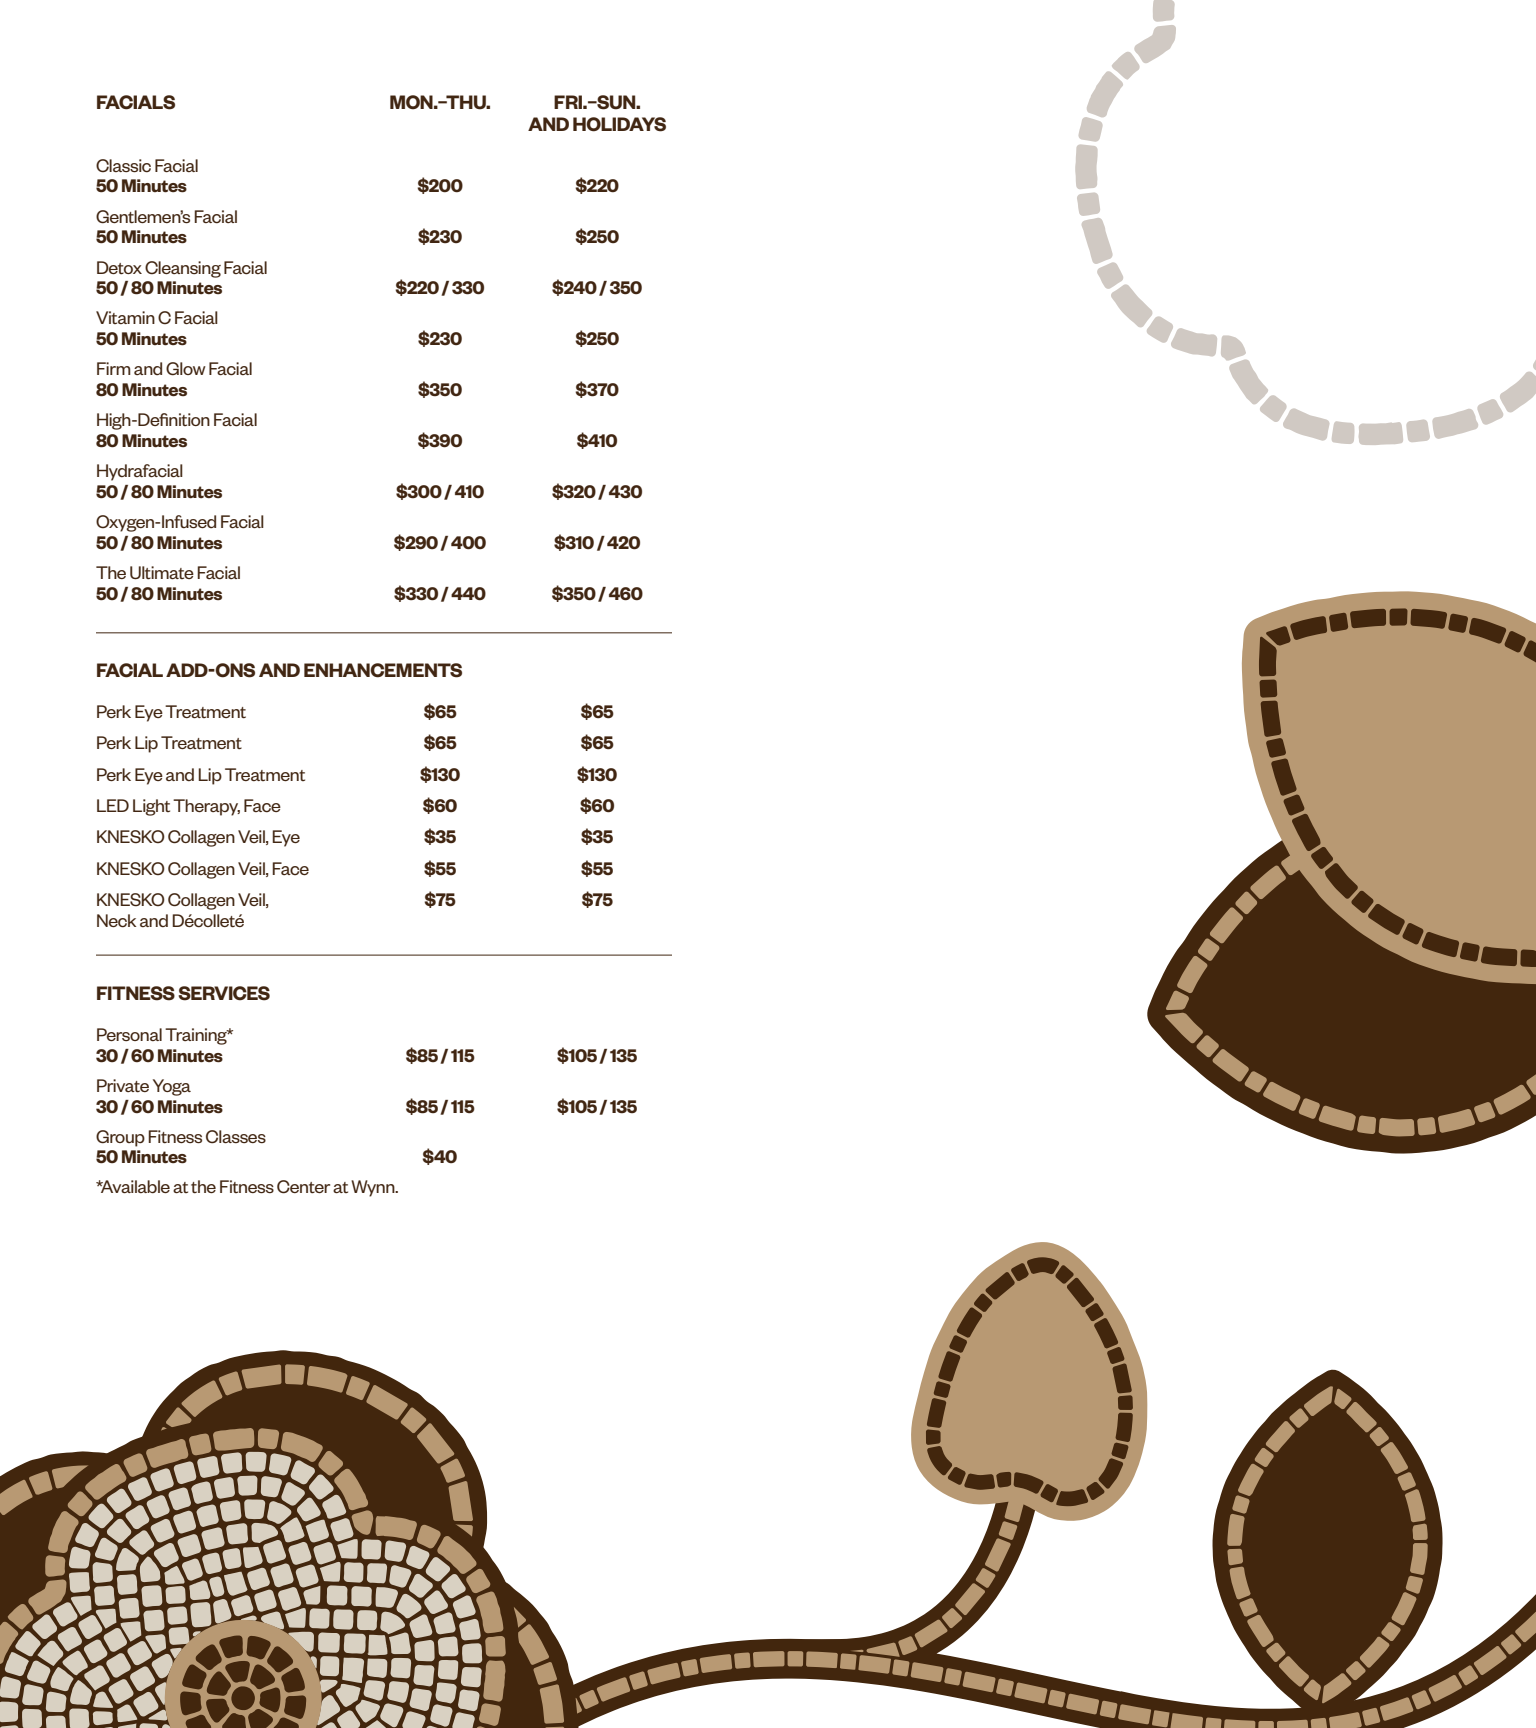 FACIALS MON.–THU. FRI.–SUN.
AND HOLIDAYS
Classic Facial
50 Minutes $200 $220
Gentlemen’s Facial
50 Minutes $230 $250
Detox Cleansing Facial
50 / 80 Minutes $220 / 330 $240 / 350
Vitamin C Facial
50 Minutes $230 $250
Firm and Glow Facial
80 Minutes $350 $370
High-Definition Facial
80 Minutes $390 $410
Hydrafacial
50 / 80 Minutes $300 / 410 $320 / 430
Oxygen-Infused Facial
50 / 80 Minutes $290 / 400 $310 / 420
The Ultimate Facial
50 / 80 Minutes $330 / 440 $350 / 460
FACIAL ADD-ONS AND ENHANCEMENTS
Perk Eye Treatment $65 $65
Perk Lip Treatment $65 $65
Perk Eye and Lip Treatment $130 $130
LED Light Therapy, Face $60 $60
KNESKO Collagen Veil, Eye $35 $35
KNESKO Collagen Veil, Face $55 $55
KNESKO Collagen Veil, $75 $75
Neck and Décolleté
FITNESS SERVICES
Personal Training*
30 / 60 Minutes $85 / 115 $105 / 135
Private Yoga
30 / 60 Minutes $85 / 115 $105 / 135
Group Fitness Classes
50 Minutes $40
*Available at the Fitness Center at Wynn.